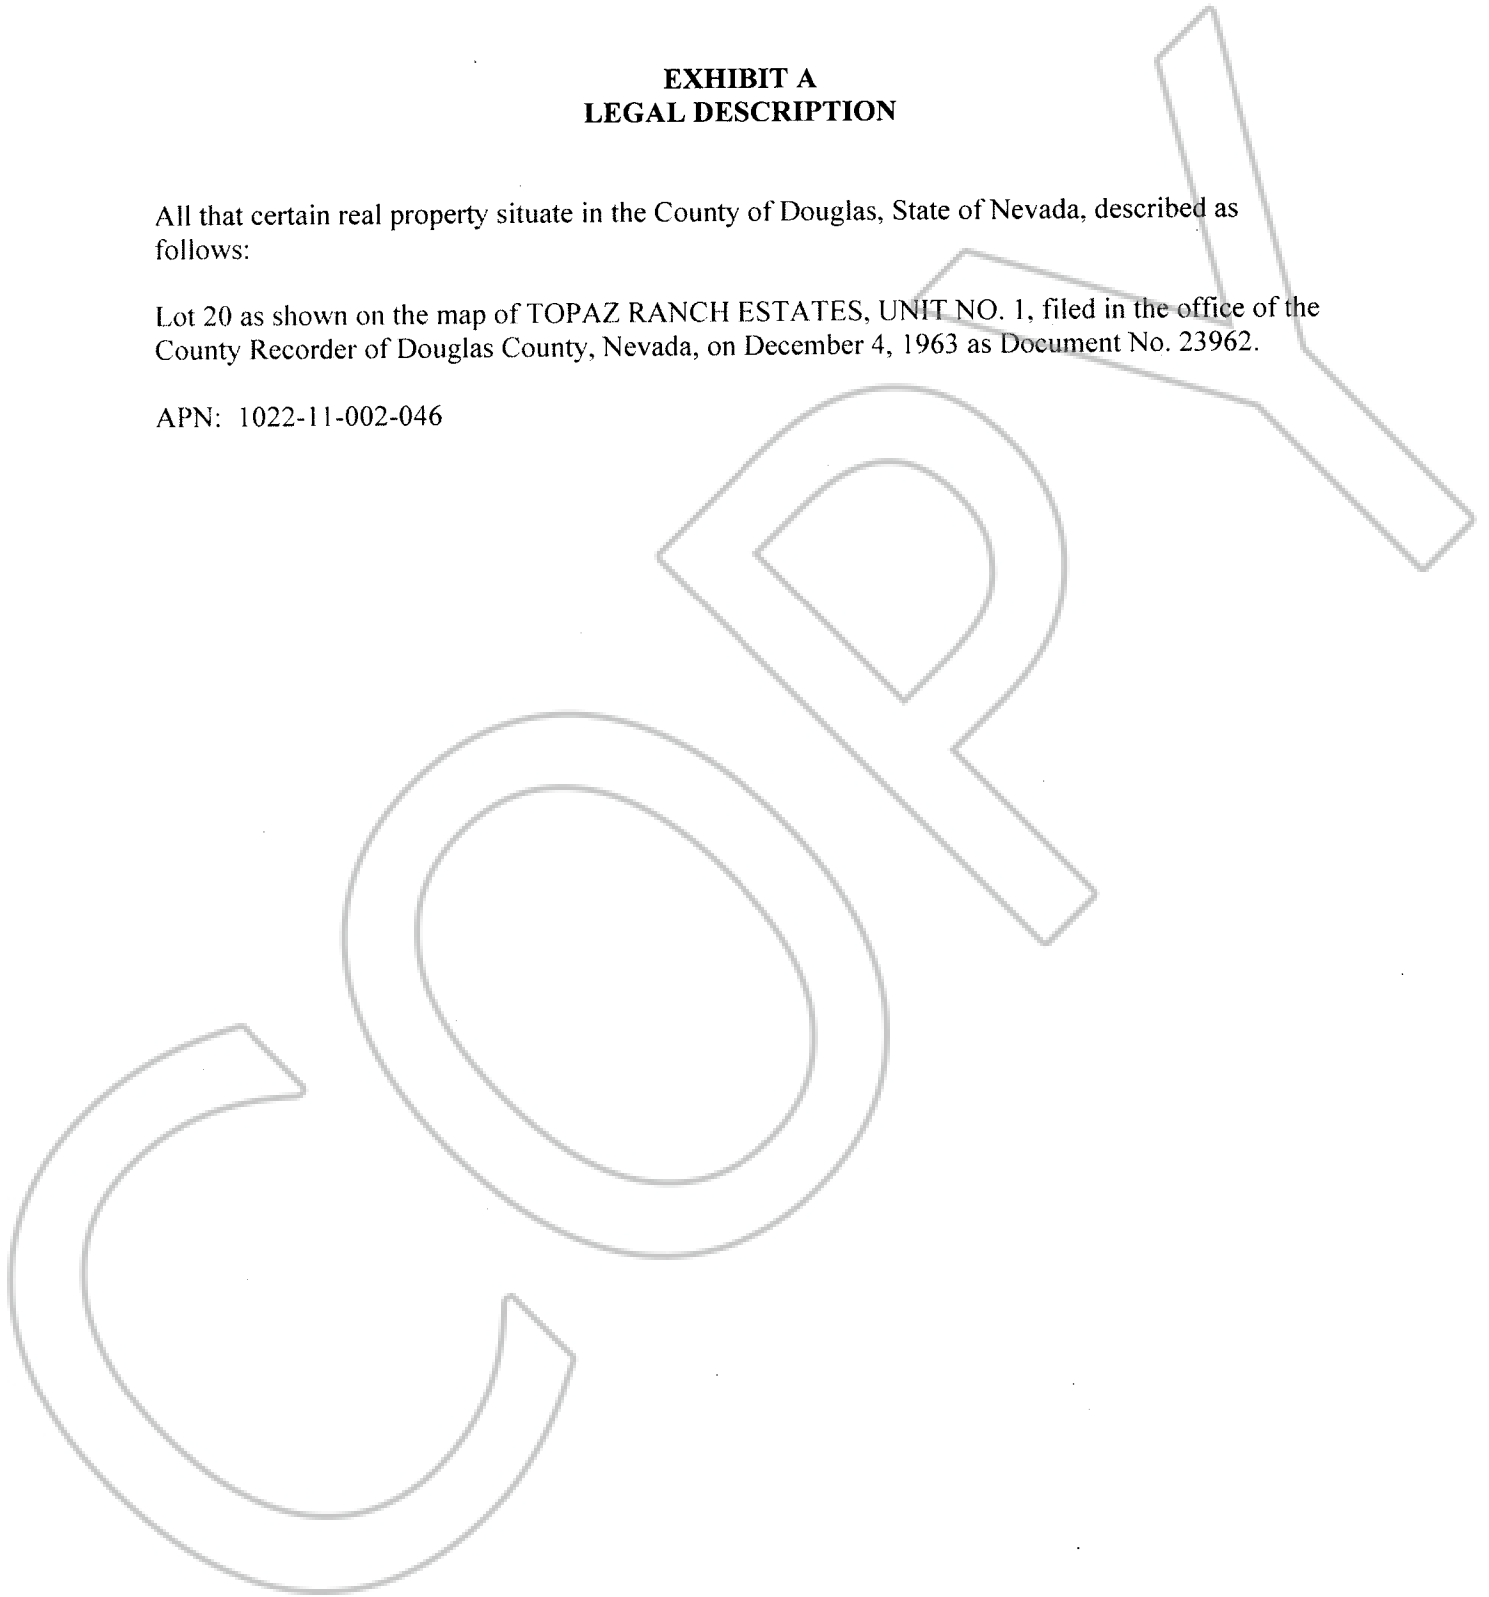 EXHIBIT A
LEGAL DESCRIPTION
All that certain real property situate in the County of Douglas, State of Nevada, described as
follows:
Lot 20 as shown on the map of TOPAZ RANCH ESTATES, UNIT NO. 1, filed in the office of the
County Recorder of Douglas County, Nevada, on December 4, 1963 as Document No. 23962.
APN: 1022-11-002-046
COPY